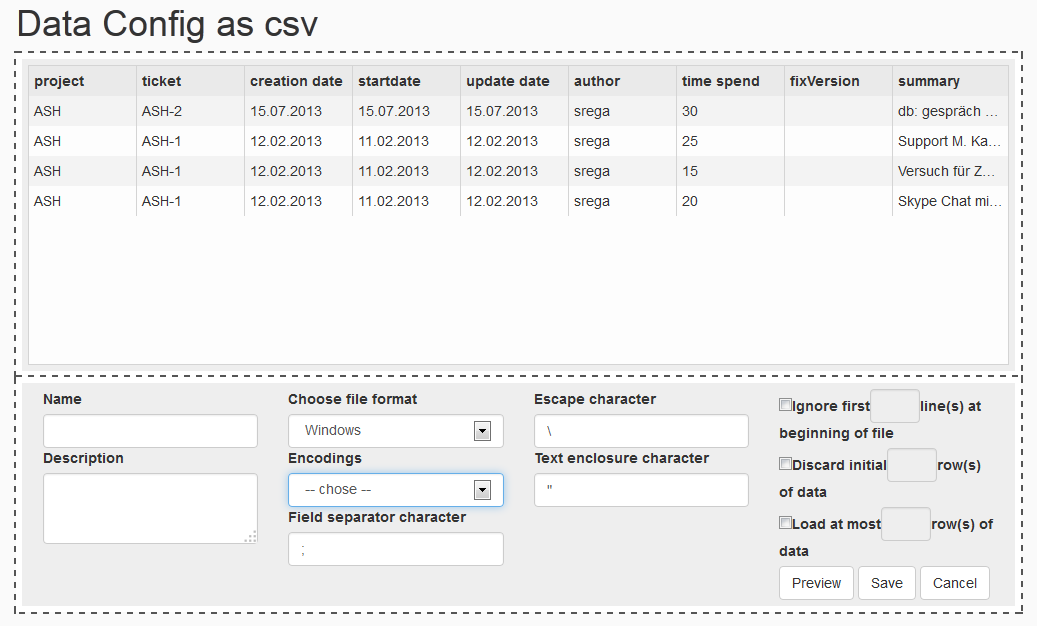 Data Config as csv
project ticket creation date startdate update date author time spend fixVersion summary
ASH ASH-2 15.07.2013 15.07.2013 15.07.2013 srega 30 db: gespräch ...
ASH ASH-1 12.02.2013 11.02.2013 12.02.2013 srega 25 Support M. Ka...
ASH ASH-1 12.02.2013 11.02.2013 12.02.2013 srega 15 Versuch für Z...
ASH ASH-1 12.02.2013 11.02.2013 12.02.2013 srega 20 Skype Chat mi...
Name
Description
Choose file format
Windows
Encodings
-- chose --
Field separator character
;
Escape character
\
Text enclosure character
"
Ignore first line(s) at
beginning of file
Discard initial row(s)
of data
Load at most row(s) of
data
Preview Save Cancel